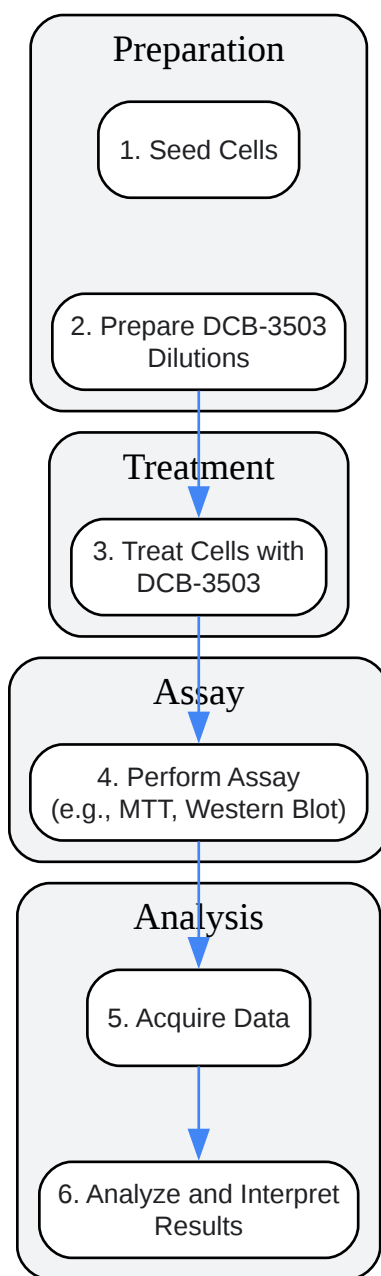 Preparation
1. Seed Cells
2. Prepare DCB-3503
Dilutions
Treatment
3. Treat Cells with
DCB-3503
Assay
4. Perform Assay
(e.g., MTT, Western Blot)
Analysis
5. Acquire Data
6. Analyze and Interpret
Results